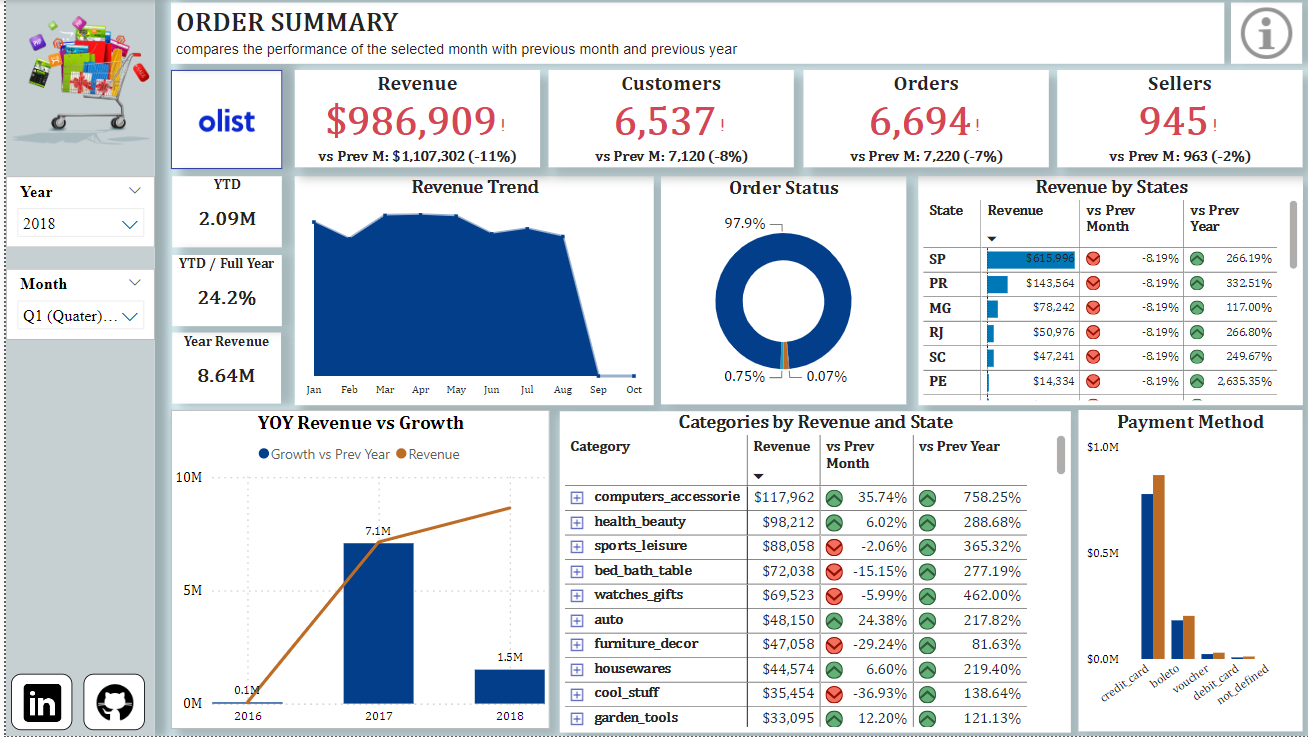 ORDER SUMMARY
compares the performance of the selected month with previous month and previous year
olist
Revenue
$986,909!
vs Prev M: $1,107,302 (-11%)
Customers
6,537!
vs Prev M: 7,120 (-8%)
Orders
6,694!
vs Prev M: 7,220 (-7%)
Sellers
945!
vs Prev M: 963 (-2%)
Year
2018
Month
Q1 (Quater)...
YTD
2.09M
YTD / Full Year
24.2%
Year Revenue
8.64M
Revenue Trend
Jan Feb Mar Apr May Jun Jul Aug Sep Oct
Order Status
97.9%
0.75% 0.07%
Revenue by States
State Revenue vs Prev Month vs Prev Year
SP $615,996 -8.19% 266.19%
PR $143,564 -8.19% 332.51%
MG $78,242 -8.19% 117.00%
RJ $50,976 -8.19% 266.80%
SC $47,241 -8.19% 249.67%
PE $14,334 -8.19% 2,635.35%
YOY Revenue vs Growth
Growth vs Prev Year Revenue
10M
5M
0M
0.1M
7.1M
1.5M
2016 2017 2018
Categories by Revenue and State
Category Revenue vs Prev Month vs Prev Year
computers_accessorie $117,962 35.74% 758.25%
health_beauty $98,212 6.02% 288.68%
sports_leisure $88,058 -2.06% 365.32%
bed_bath_table $72,038 -15.15% 277.19%
watches_gifts $69,523 -5.99% 462.00%
auto $48,150 24.38% 217.82%
furniture_decor $47,058 -29.24% 81.63%
housewares $44,574 6.60% 219.40%
cool_stuff $35,454 -36.93% 138.64%
garden_tools $33,095 12.20% 121.13%
Payment Method
$1.0M
$0.5M
$0.0M
credit_card
boleto
voucher
debit_card
not_defined
in